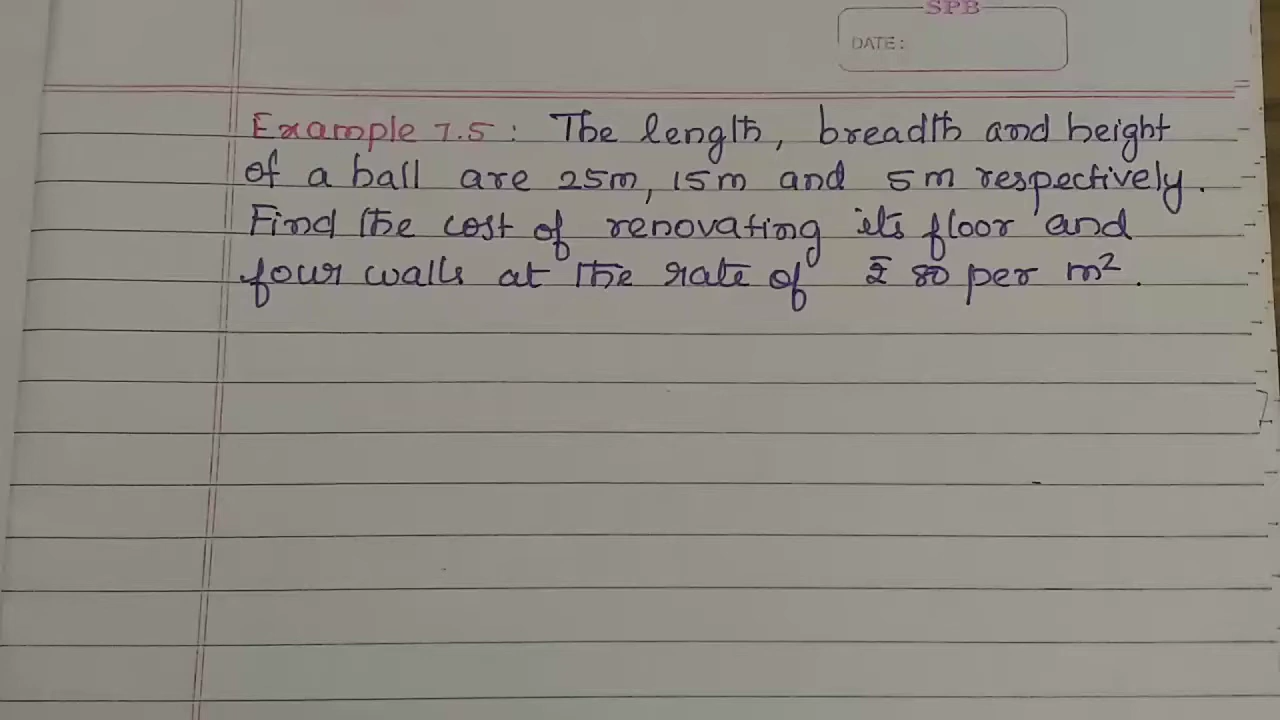 SPB
DATE:
Example 7.5: The length, breadth and height
of a hall are 25m, 15m and 5m respectively.
Find the cost of renovating its floor and
four walls at the rate of ₹ 80 per m².